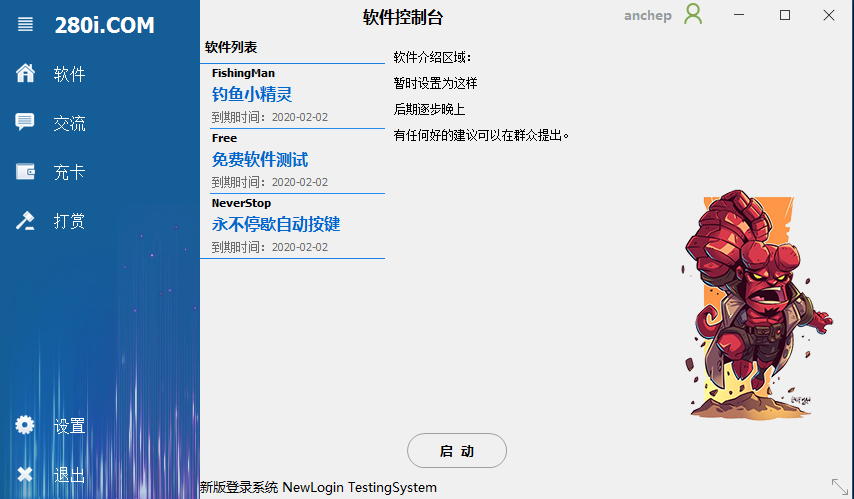 280i.COM
软件
交流
充卡
打赏
设置
退出
软件控制台
anchep
软件列表
FishingMan
钓鱼小精灵
到期时间：2020-02-02
Free
免费软件测试
到期时间：2020-02-02
NeverStop
永不停歇自动按键
到期时间：2020-02-02
软件介绍区域：
暂时设置为这样
后期逐步晚上
有任何好的建议可以在群众提出。
启 动
新版登录系统 NewLogin TestingSystem